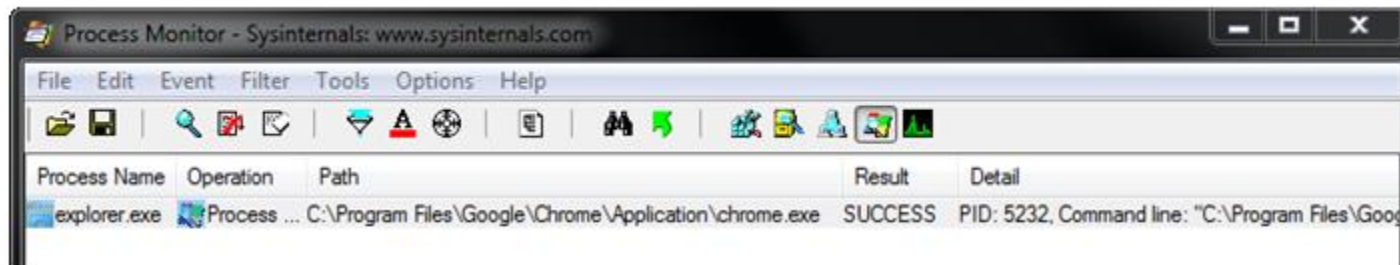 Process Monitor - Sysinternals: www.sysinternals.com
File Edit Event Filter Tools Options Help
Process Name Operation Path Result Detail
explorer.exe Process ... C:\Program Files\Google\Chrome\Application\chrome.exe SUCCESS PID: 5232, Command line: "C:\Program Files\Goog